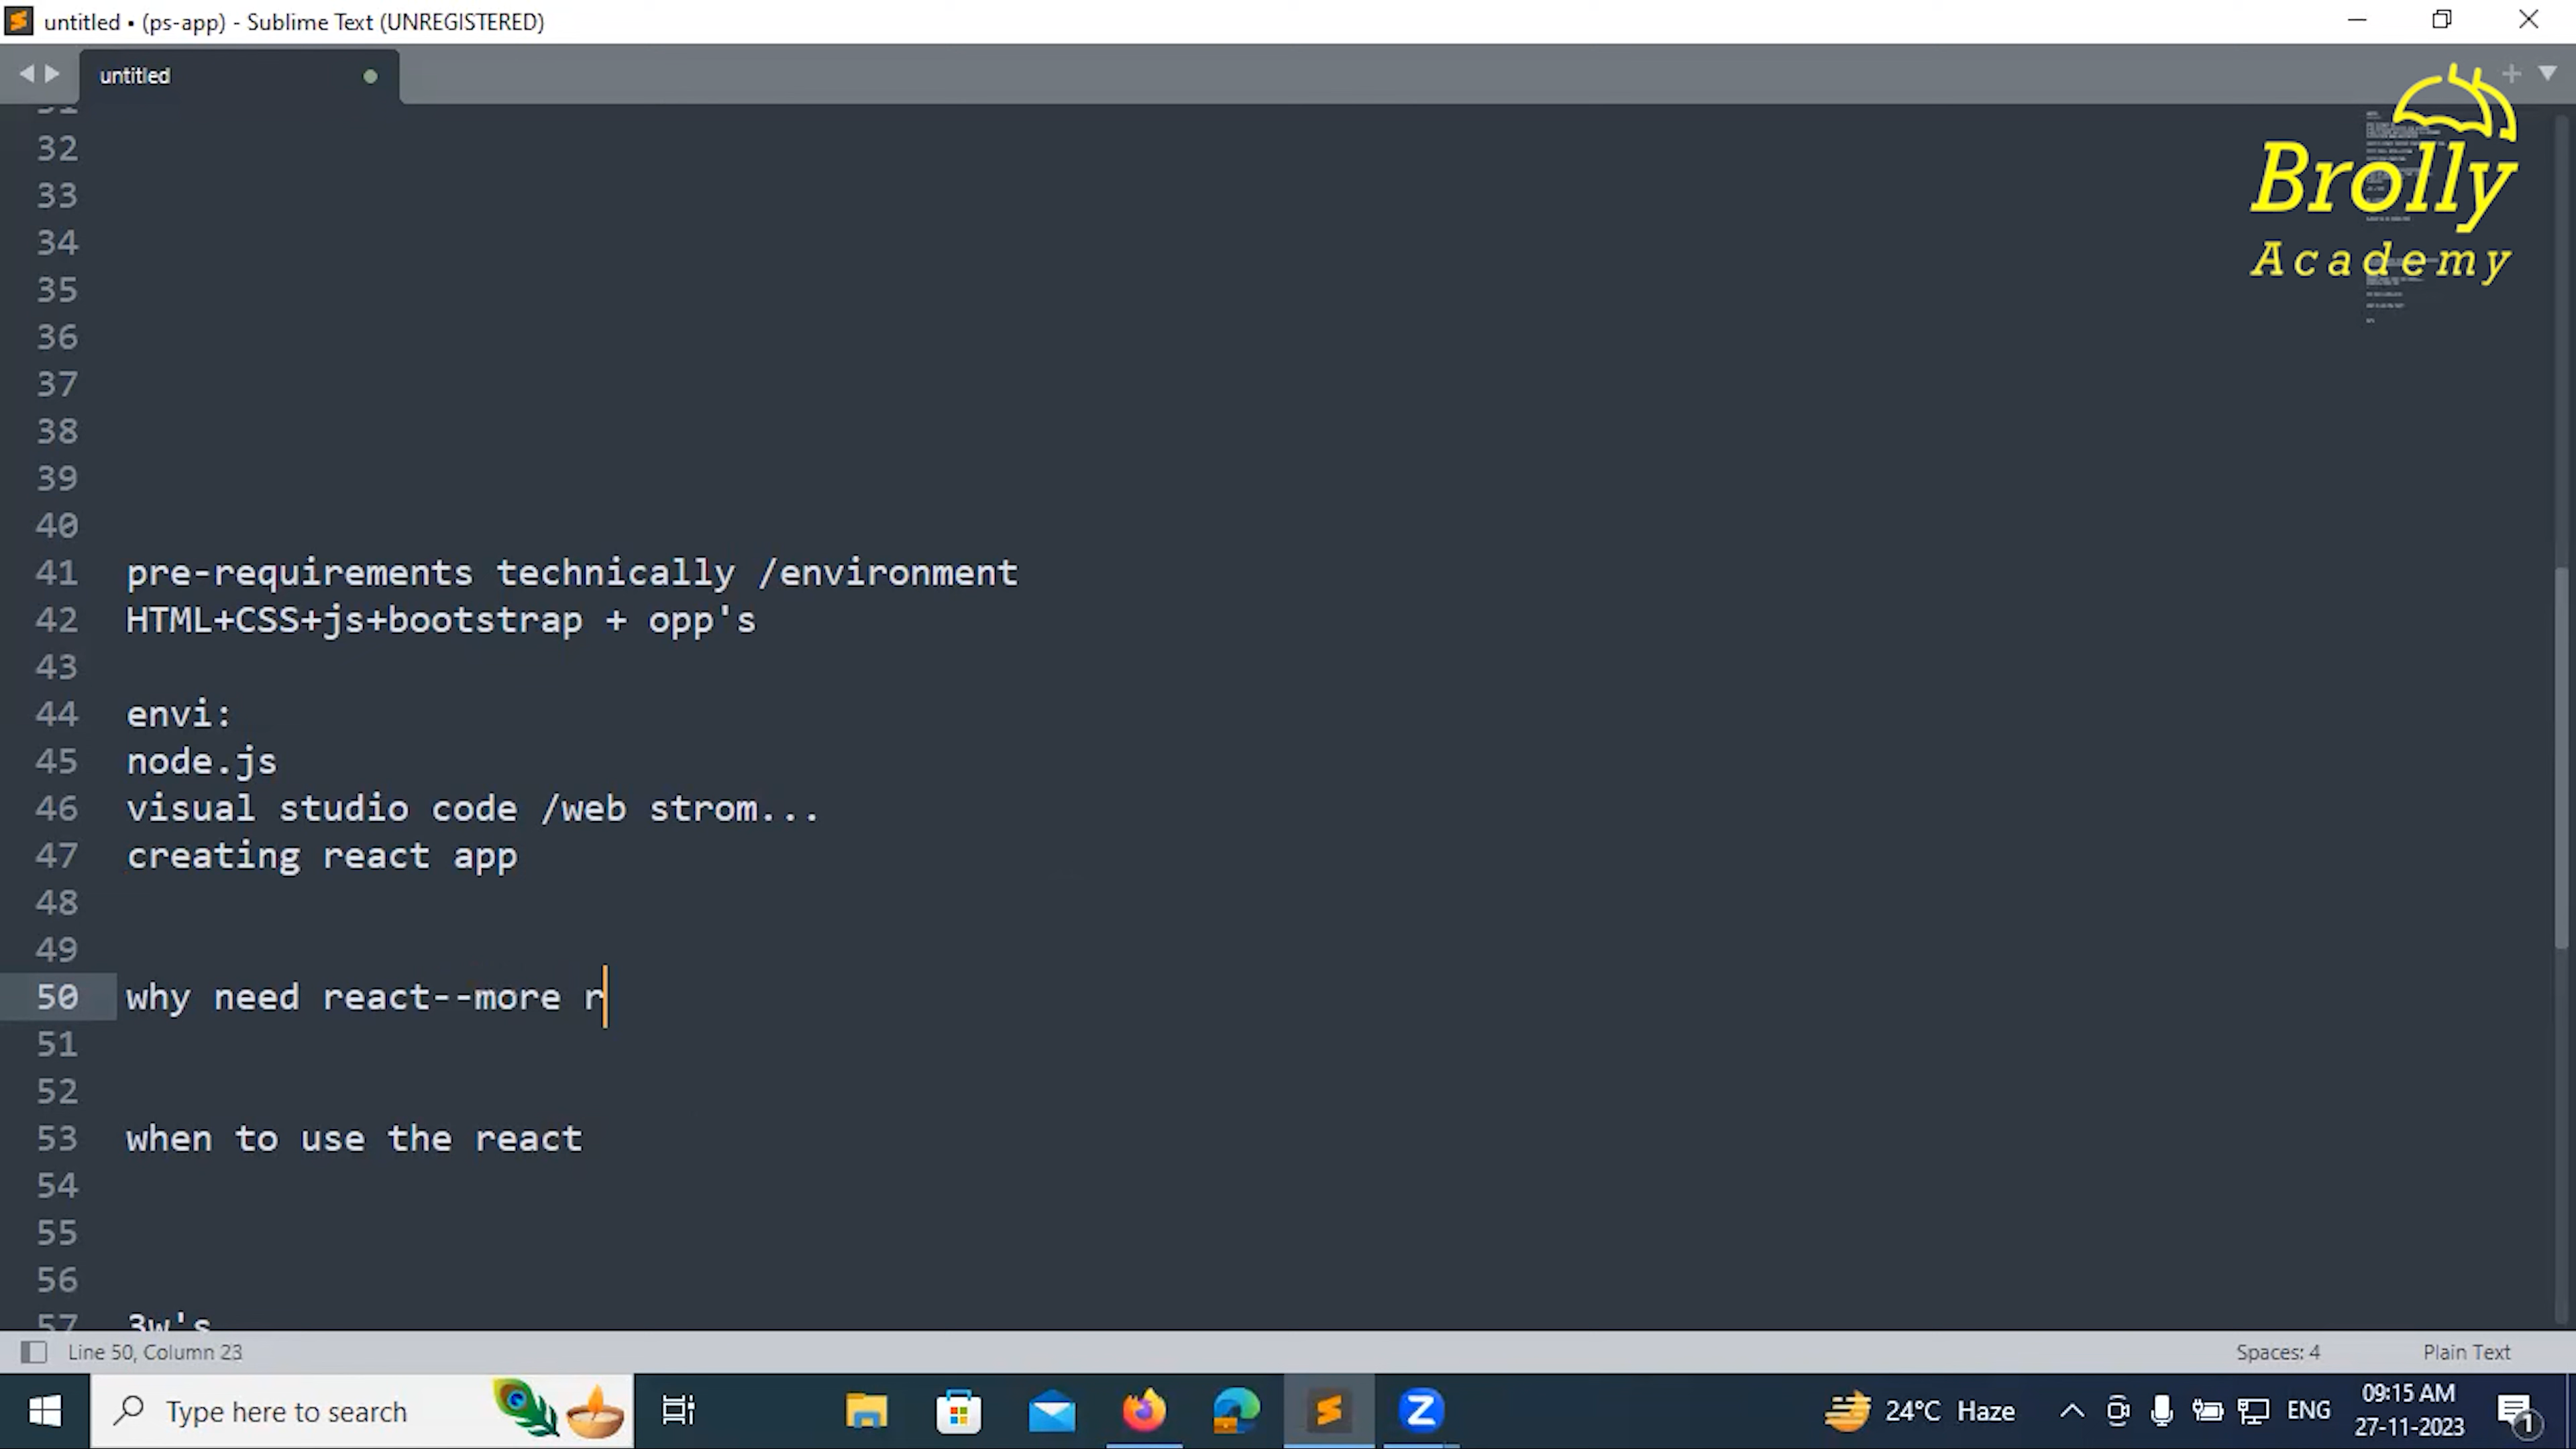 untitled • (ps-app) - Sublime Text (UNREGISTERED)
untitled
Brolly
Academy
31
32
33
34
35
36
37
38
39
40
41 pre-requirements technically /environment
42 HTML+CSS+js+bootstrap + opp's
43
44 envi:
45 node.js
46 visual studio code /web strom...
47 creating react app
48
49
50 why need react--more r
51
52
53 when to use the react
54
55
56
57 3w's
Line 50, Column 23
Spaces: 4
Plain Text
Type here to search
24°C Haze
ENG
09:15 AM
27-11-2023
1